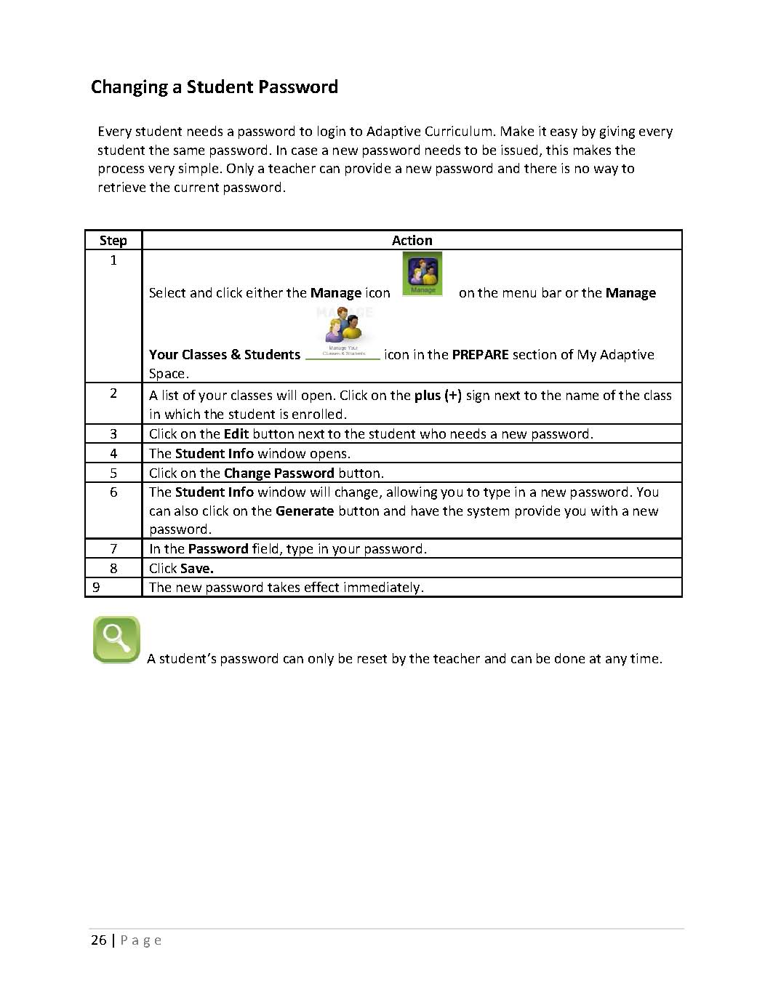 Changing a Student Password
Every student needs a password to login to Adaptive Curriculum. Make it easy by giving every
student the same password. In case a new password needs to be issued, this makes the
process very simple. Only a teacher can provide a new password and there is no way to
retrieve the current password.
Step Action
1
Manage
Select and click either the Manage icon on the menu bar or the Manage
MANAGE
Manage Your
Classes & Students
Your Classes & Students icon in the PREPARE section of My Adaptive
Space.
2 A list of your classes will open. Click on the plus (+) sign next to the name of the class
in which the student is enrolled.
3 Click on the Edit button next to the student who needs a new password.
4 The Student Info window opens.
5 Click on the Change Password button.
6 The Student Info window will change, allowing you to type in a new password. You
can also click on the Generate button and have the system provide you with a new
password.
7 In the Password field, type in your password.
8 Click Save.
9 The new password takes effect immediately.
A student’s password can only be reset by the teacher and can be done at any time.
26 | Page